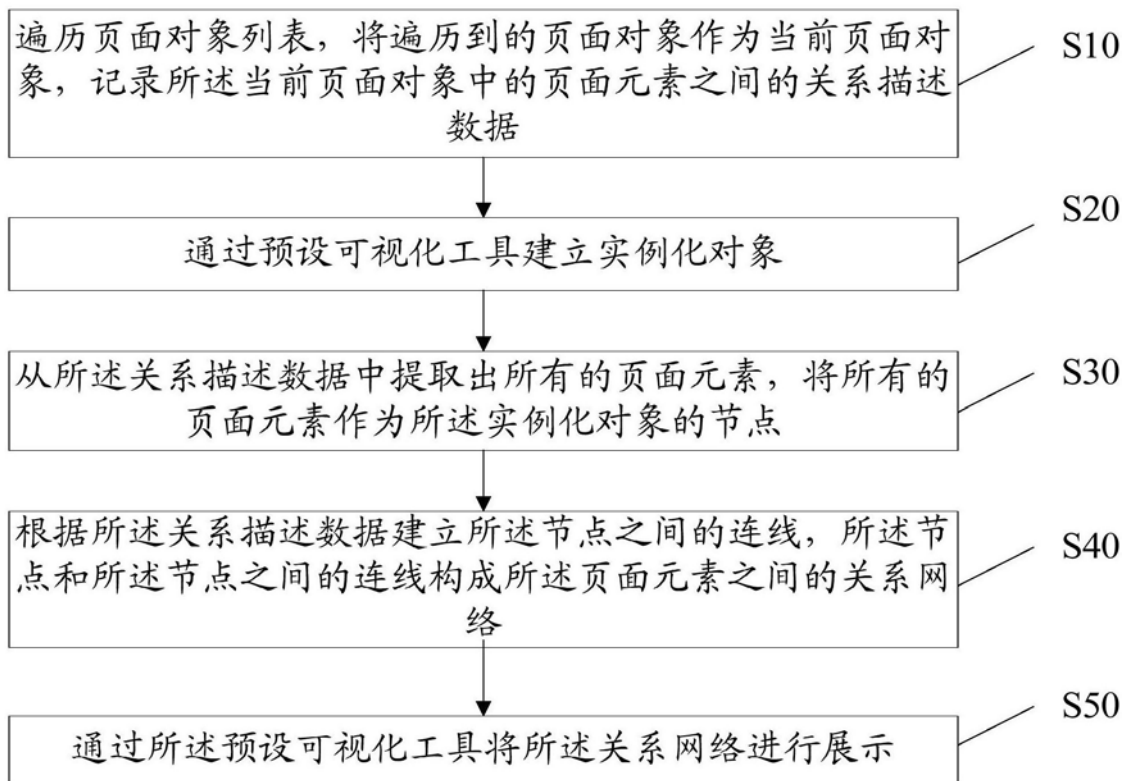 遍历页面对象列表，将遍历到的页面对象作为当前页面对
象，记录所述当前页面对象中的页面元素之间的关系描述
数据
S10
通过预设可视化工具建立实例化对象
S20
从所述关系描述数据中提取出所有的页面元素，将所有的
页面元素作为所述实例化对象的节点
S30
根据所述关系描述数据建立所述节点之间的连线，所述节
点和所述节点之间的连线构成所述页面元素之间的关系网
络
S40
通过所述预设可视化工具将所述关系网络进行展示
S50